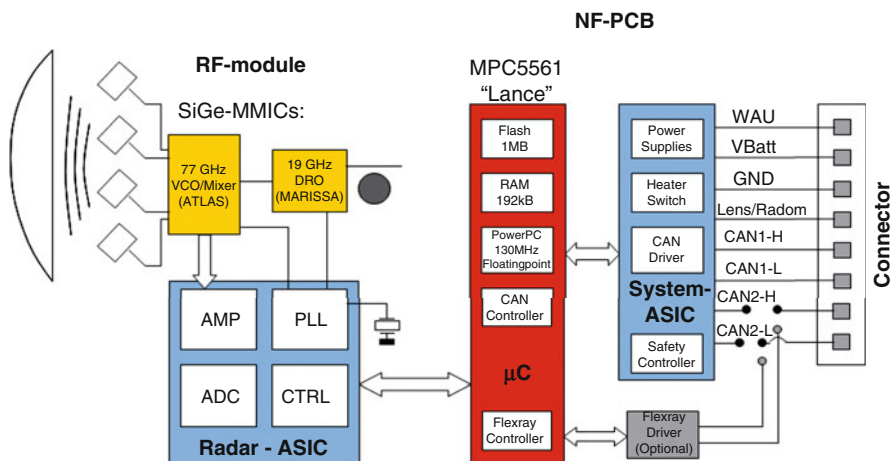 NF-PCB
RF-module
SiGe-MMICs:
77 GHz
VCO/Mixer
(ATLAS)
19 GHz
DRO
(MARISSA)
AMP
PLL
ADC
CTRL
Radar - ASIC
MPC5561
"Lance"
Flash
1MB
RAM
192kB
PowerPC
130MHz
Floatingpoint
CAN
Controller
µC
Flexray
Controller
Power
Supplies
Heater
Switch
CAN
Driver
System-
ASIC
Safety
Controller
Flexray
Driver
(Optional)
WAU
VBatt
GND
Lens/Radom
CAN1-H
CAN1-L
CAN2-H
CAN2-L
Connector